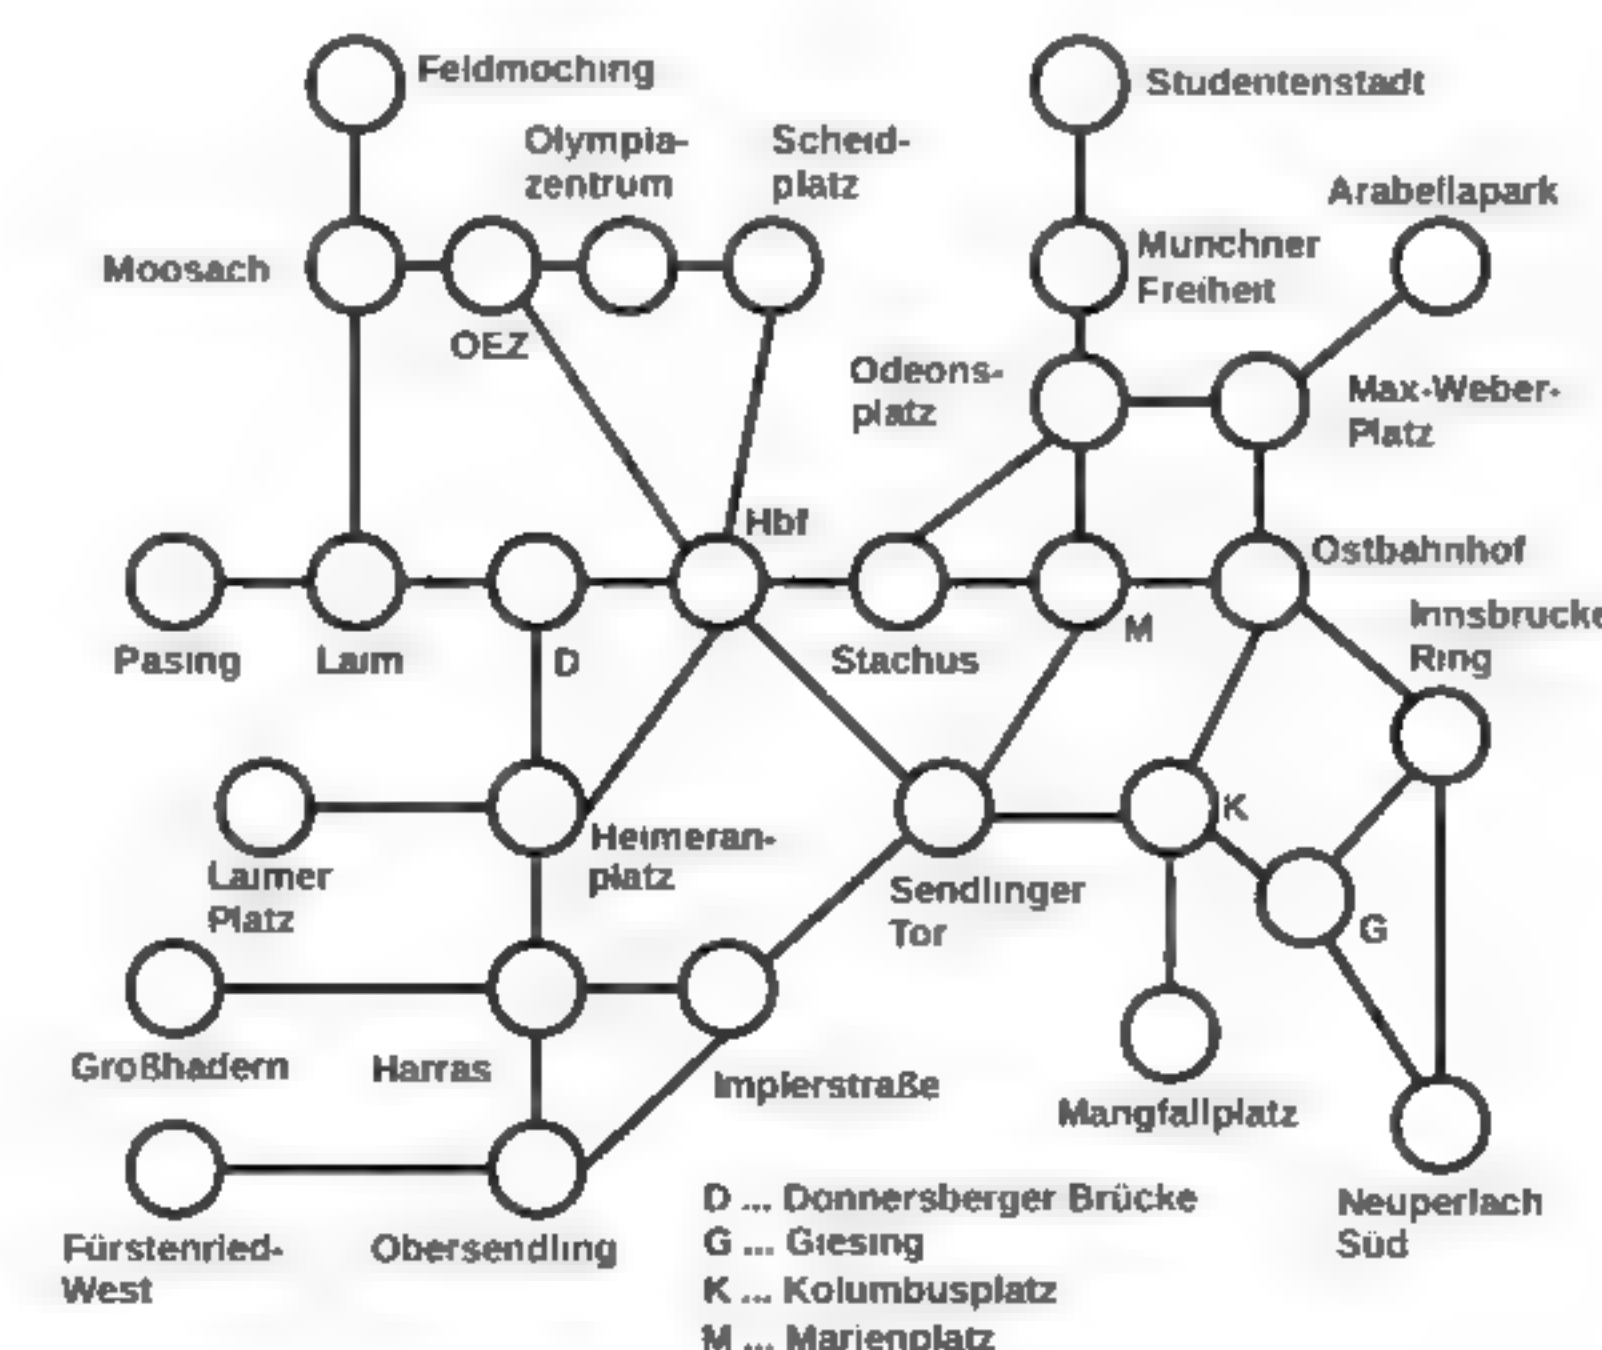 Feldmoching
Studentenstadt
Olympia-
zentrum
Scheid-
platz
Arabellapark
Moosach
Munchner
Freiheit
OEZ
Odeons-
platz
Max-Weber-
Platz
Hbf
Ostbahnhof
Innsbrucke
Ring
Pasing
Laim
D
Stachus
M
Laimer
Platz
Heimeran-
platz
Sendlinger
Tor
K
G
Großhadern
Harras
Implerstraße
Mangfallplatz
Fürstenried-
West
Obersendling
Neuperlach
Süd
D ... Donnersberger Brücke
G ... Giesing
K ... Kolumbusplatz
M ... Marienplatz